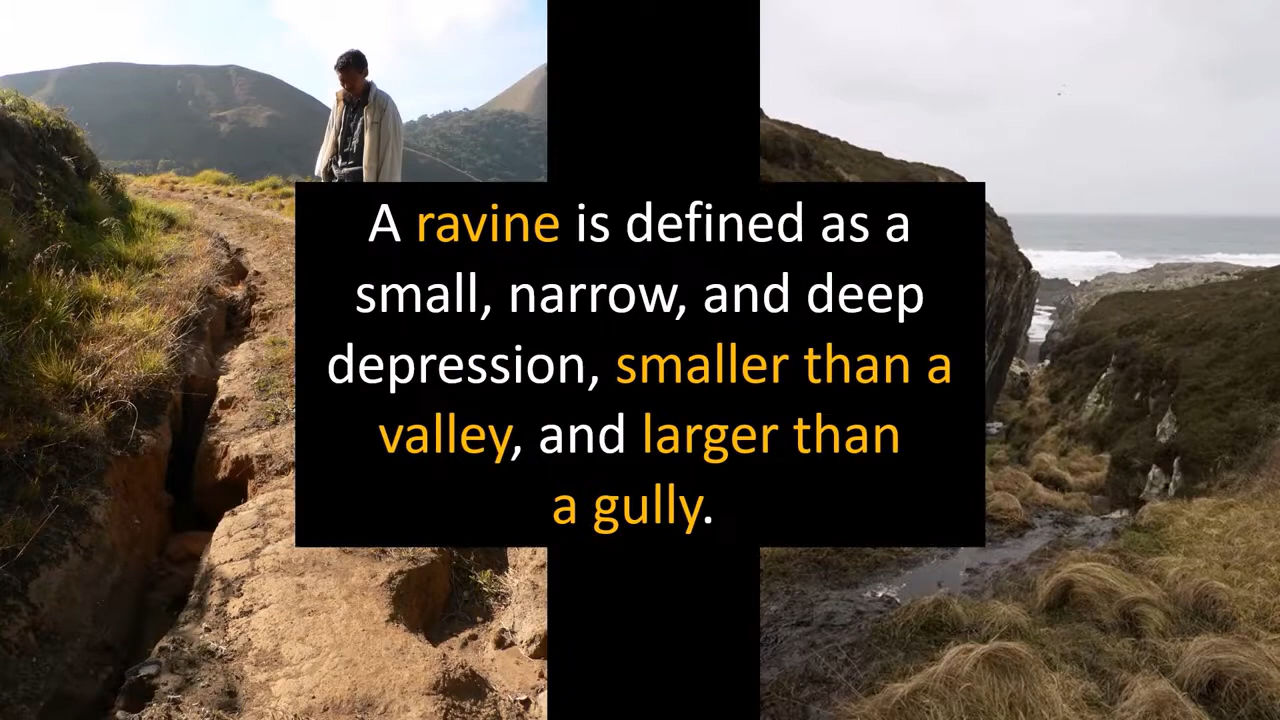 A ravine is defined as a
small, narrow, and deep
depression, smaller than a
valley, and larger than
a gully.